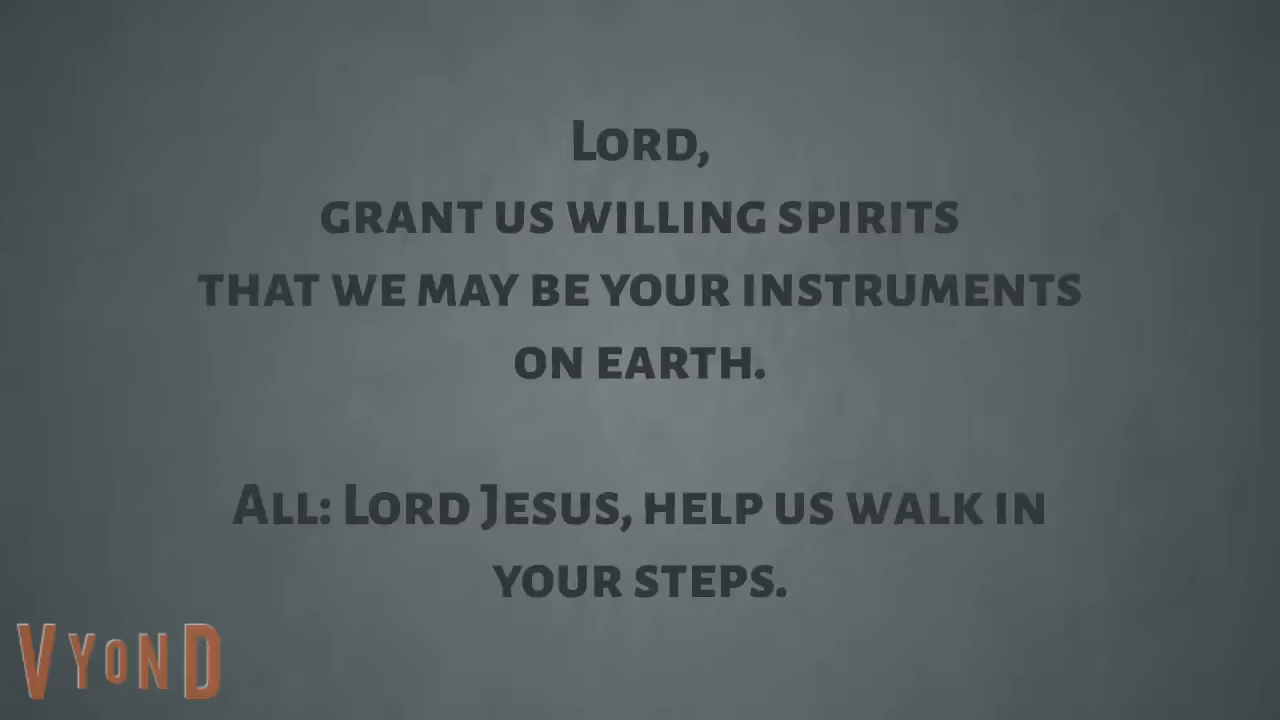 Lord,
grant us willing spirits
that we may be your instruments
on earth.
All: Lord Jesus, help us walk in
your steps.
VYOND